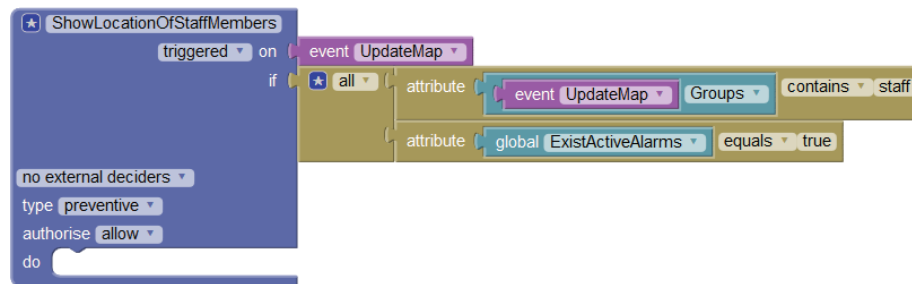 ShowLocationOfStaffMembers
triggered on event UpdateMap
if all attribute event UpdateMap Groups contains staff
attribute global ExistActiveAlarms equals true
no external deciders
type preventive
authorise allow
do